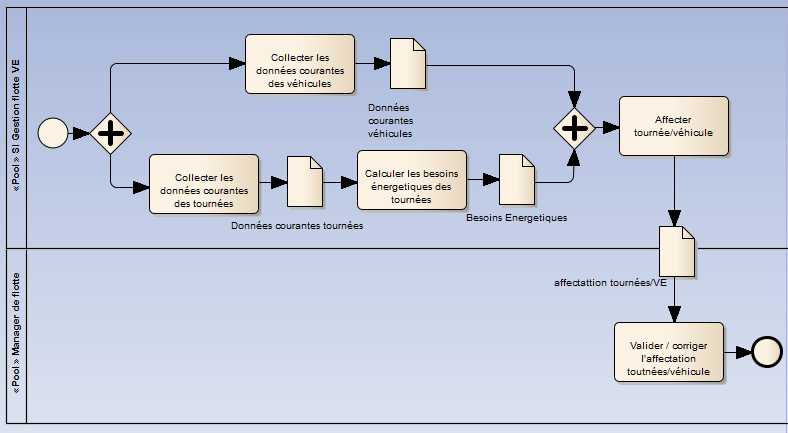 «Pool» SI Gestion flotte VE
Collecter les
données courantes
des véhicules
Données
courantes
véhicules
Affecter
tournée/véhicule
Collecter les
données courantes
des tournées
Données courantes tournées
Calculer les besoins
énergetiques des
tournées
Besoins Energetiques
«Pool» Manager de flotte
affectattion tournées/VE
Valider / corriger
l'affectation
toutnées/véhicule